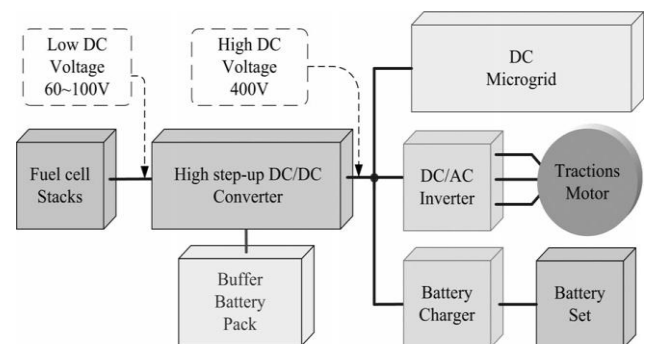 Low DC
Voltage
60~100V
High DC
Voltage
400V
DC
Microgrid
Fuel cell
Stacks
High step-up DC/DC
Converter
DC/AC
Inverter
Tractions
Motor
Buffer
Battery
Pack
Battery
Charger
Battery
Set